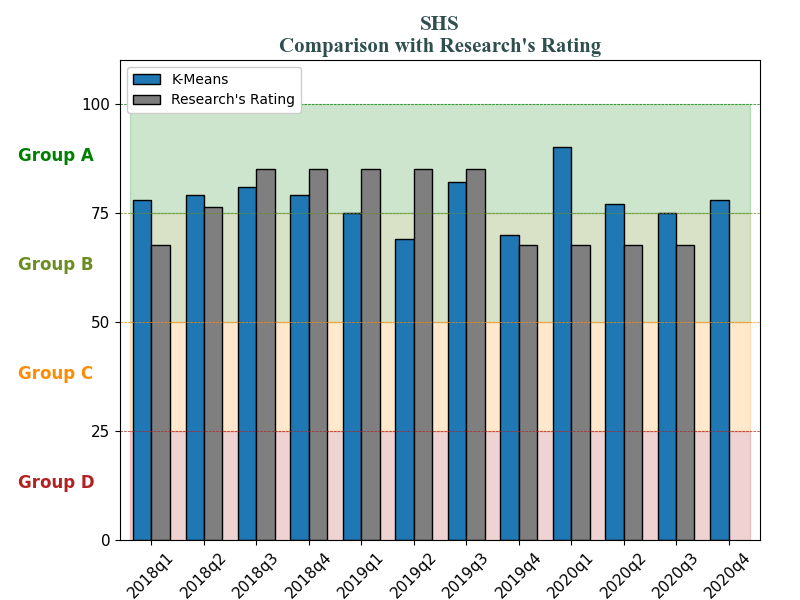 SHS
Comparison with Research's Rating
K-Means
Research's Rating
100
Group A
75
Group B
50
Group C
25
Group D
0
2018q1
2018q2
2018q3
2018q4
2019q1
2019q2
2019q3
2019q4
2020q1
2020q2
2020q3
2020q4